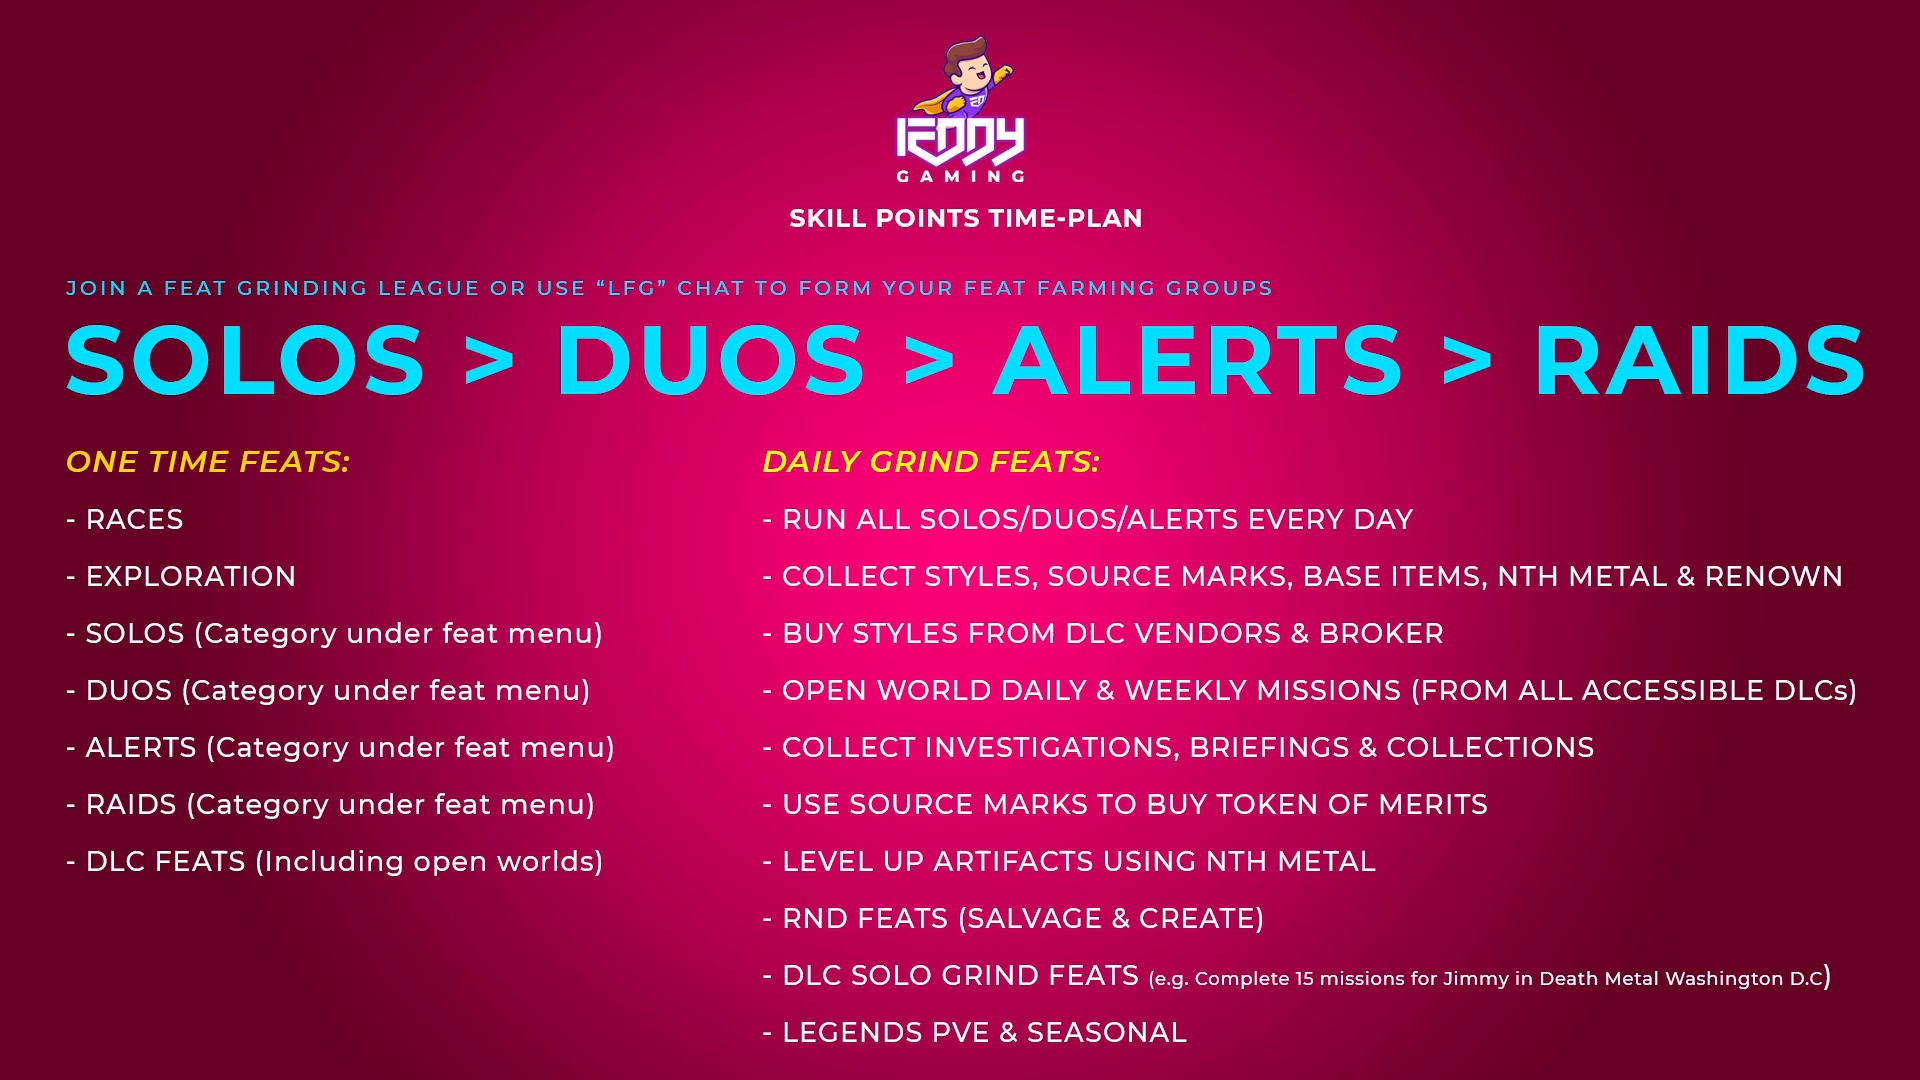 ED
1EDDY
GAMING
SKILL POINTS TIME-PLAN
JOIN A FEAT GRINDING LEAGUE OR USE “LFG” CHAT TO FORM YOUR FEAT FARMING GROUPS
SOLOS > DUOS > ALERTS > RAIDS
ONE TIME FEATS:
- RACES
- EXPLORATION
- SOLOS (Category under feat menu)
- DUOS (Category under feat menu)
- ALERTS (Category under feat menu)
- RAIDS (Category under feat menu)
- DLC FEATS (Including open worlds)
DAILY GRIND FEATS:
- RUN ALL SOLOS/DUOS/ALERTS EVERY DAY
- COLLECT STYLES, SOURCE MARKS, BASE ITEMS, NTH METAL & RENOWN
- BUY STYLES FROM DLC VENDORS & BROKER
- OPEN WORLD DAILY & WEEKLY MISSIONS (FROM ALL ACCESSIBLE DLCs)
- COLLECT INVESTIGATIONS, BRIEFINGS & COLLECTIONS
- USE SOURCE MARKS TO BUY TOKEN OF MERITS
- LEVEL UP ARTIFACTS USING NTH METAL
- RND FEATS (SALVAGE & CREATE)
- DLC SOLO GRIND FEATS (e.g. Complete 15 missions for Jimmy in Death Metal Washington D.C)
- LEGENDS PVE & SEASONAL